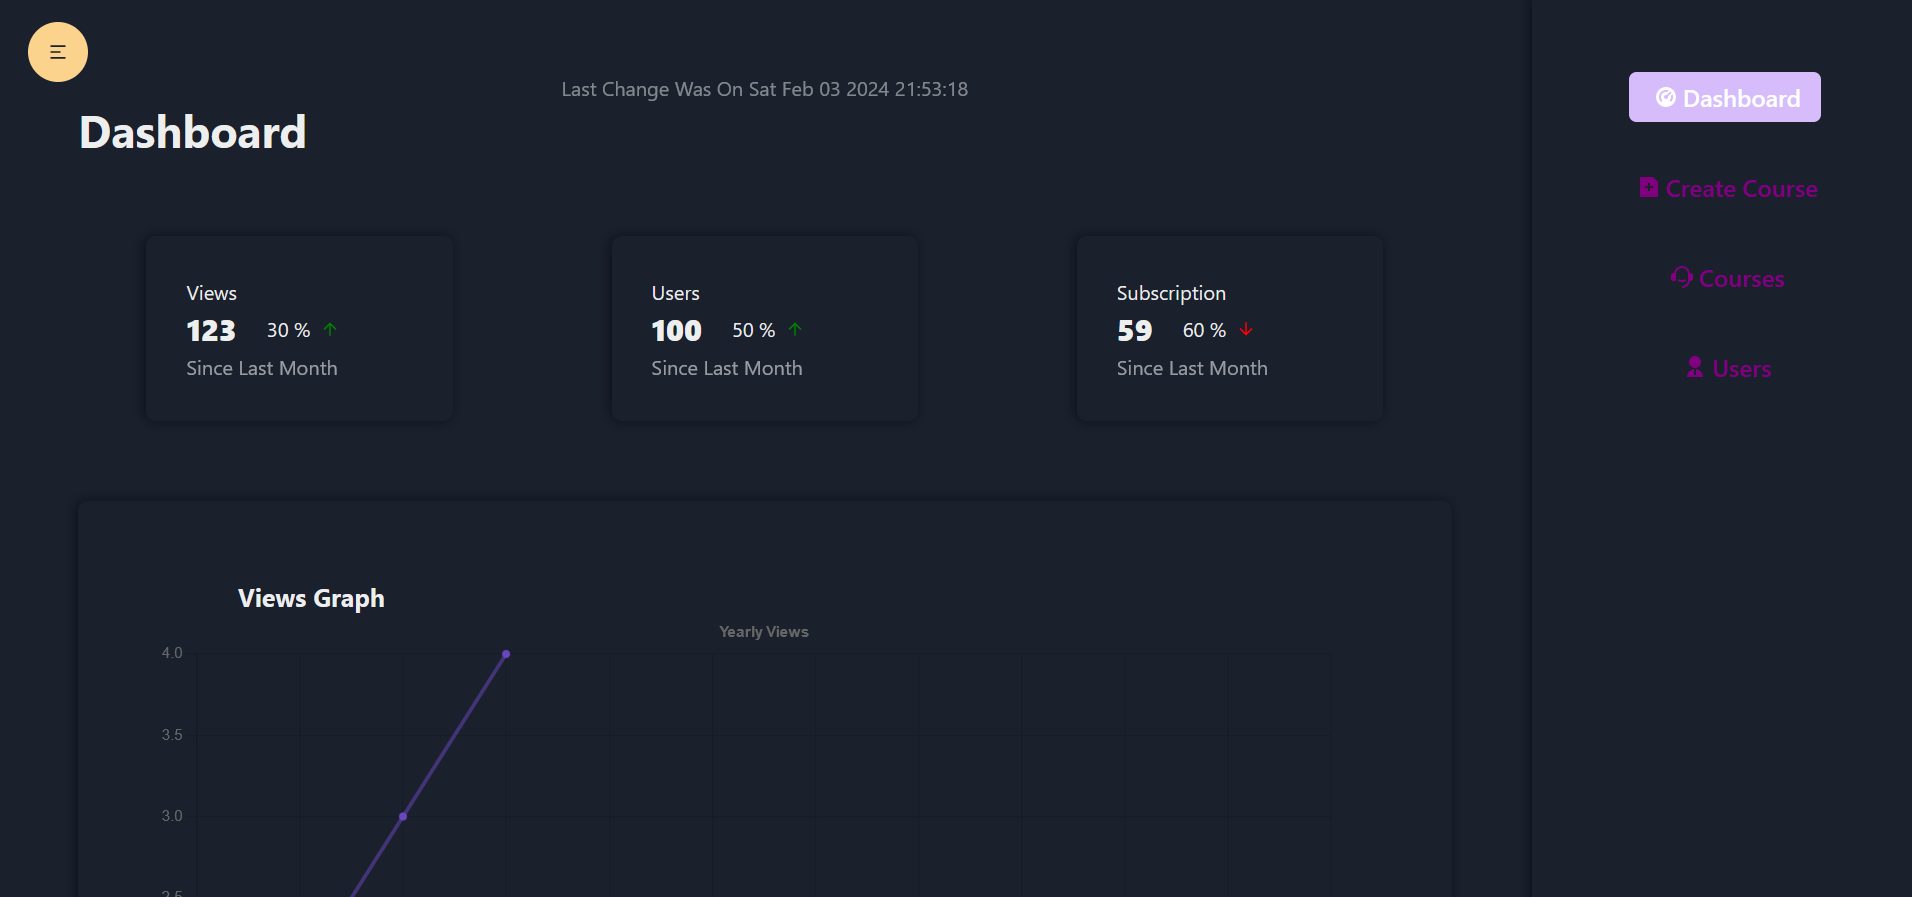 Last Change Was On Sat Feb 03 2024 21:53:18
Dashboard
Views
123 30 %
Since Last Month
Users
100 50 %
Since Last Month
Subscription
59 60 %
Since Last Month
Views Graph
Yearly Views
4.0
3.5
3.0
2.5
Dashboard
Create Course
Courses
Users